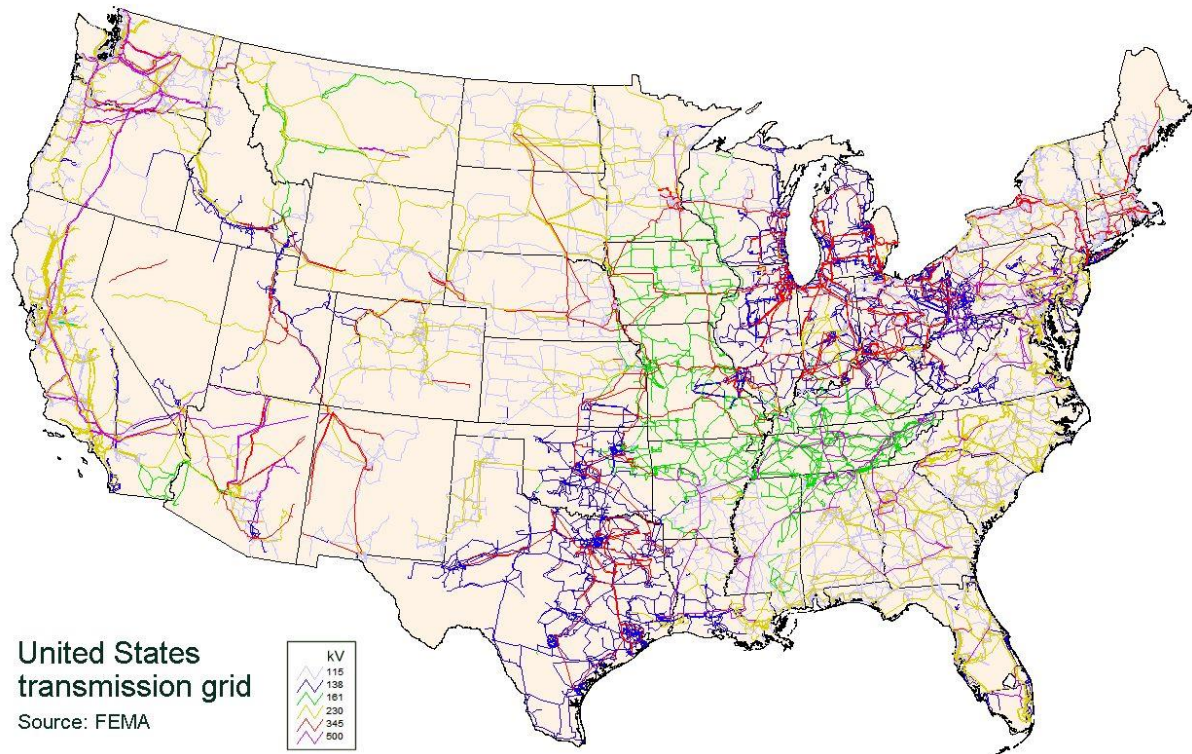 United States
transmission grid
Source: FEMA
kV
115
138
161
230
345
500